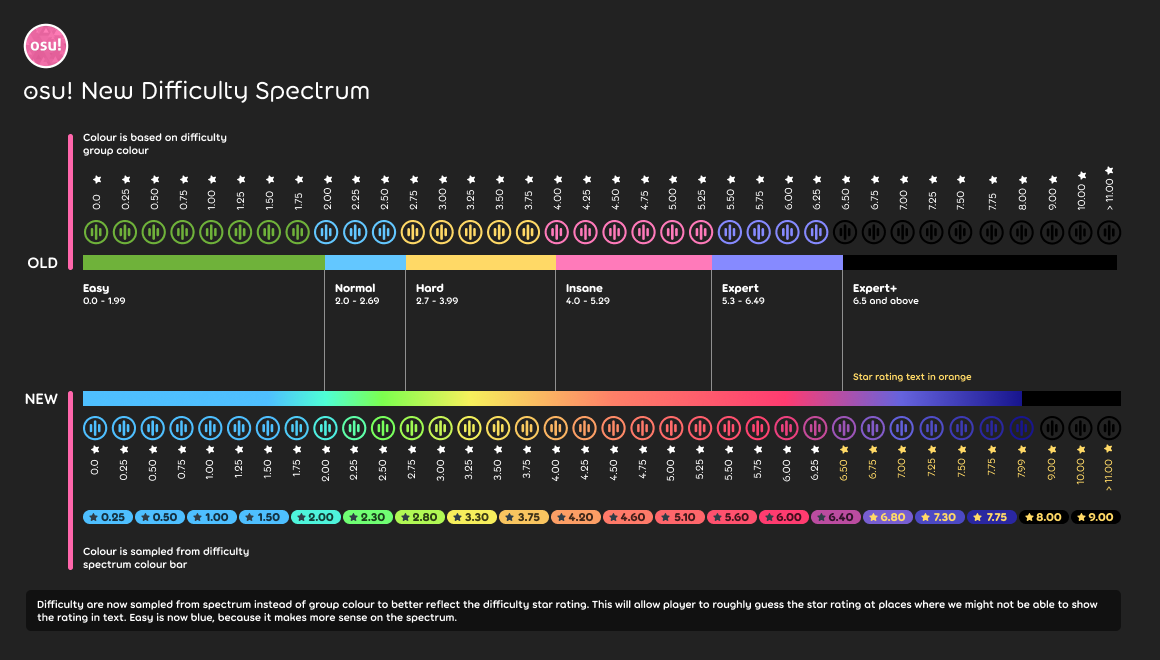 osu!
osu! New Difficulty Spectrum
Colour is based on difficulty
group colour
0.0 0.25 0.50 0.75 1.00 1.25 1.50 1.75 2.00 2.25 2.50 2.75 3.00 3.25 3.50 3.75 4.00 4.25 4.50 4.75 5.00 5.25 5.50 5.75 6.00 6.25 6.50 6.75 7.00 7.25 7.50 7.75 8.00 9.00 10.00 > 11.00
OLD
Easy Normal Hard Insane Expert Expert+
0.0 - 1.99 2.0 - 2.69 2.7 - 3.99 4.0 - 5.29 5.3 - 6.49 6.5 and above
Star rating text in orange
NEW
0.0 0.25 0.50 0.75 1.00 1.25 1.50 1.75 2.00 2.25 2.50 2.75 3.00 3.25 3.50 3.75 4.00 4.25 4.50 4.75 5.00 5.25 5.50 5.75 6.00 6.25 6.50 6.75 7.00 7.25 7.50 7.75 7.99 9.00 10.00 > 11.00
0.25 0.50 1.00 1.50 2.00 2.30 2.80 3.30 3.75 4.20 4.60 5.10 5.60 6.00 6.40 6.80 7.30 7.75 8.00 9.00
Colour is sampled from difficulty
spectrum colour bar
Difficulty are now sampled from spectrum instead of group colour to better reflect the difficulty star rating. This will allow player to roughly guess the star rating at places where we might not be able to show
the rating in text. Easy is now blue, because it makes more sense on the spectrum.